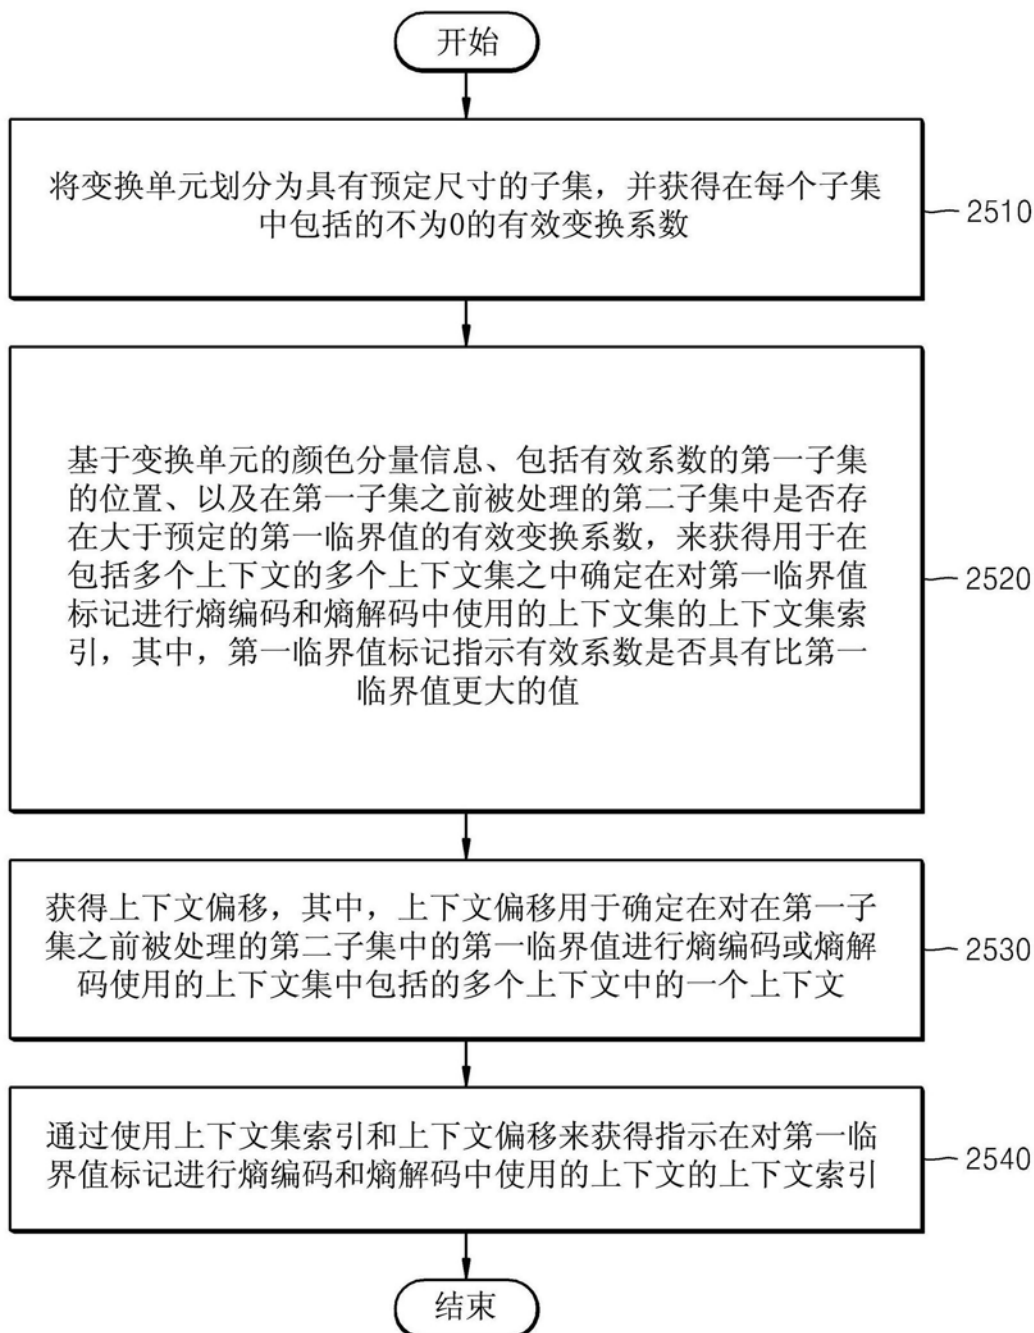 开始
将变换单元划分为具有预定尺寸的子集，并获得在每个子集
中包括的不为0的有效变换系数
2510
基于变换单元的颜色分量信息、包括有效系数的第一子集
的位置、以及在第一子集之前被处理的第二子集中是否存
在大于预定的第一临界值的有效变换系数，来获得用于在
包括多个上下文的多个上下文集之中确定在对第一临界值
标记进行熵编码和熵解码中使用的上下文集的上下文集索
引，其中，第一临界值标记指示有效系数是否具有比第一
临界值更大的值
2520
获得上下文偏移，其中，上下文偏移用于确定在对在第一子
集之前被处理的第二子集中的第一临界值进行熵编码或熵解
码使用的上下文集中包括的多个上下文中的一个上下文
2530
通过使用上下文集索引和上下文偏移来获得指示在对第一临
界值标记进行熵编码和熵解码中使用的上下文的上下文索引
2540
结束